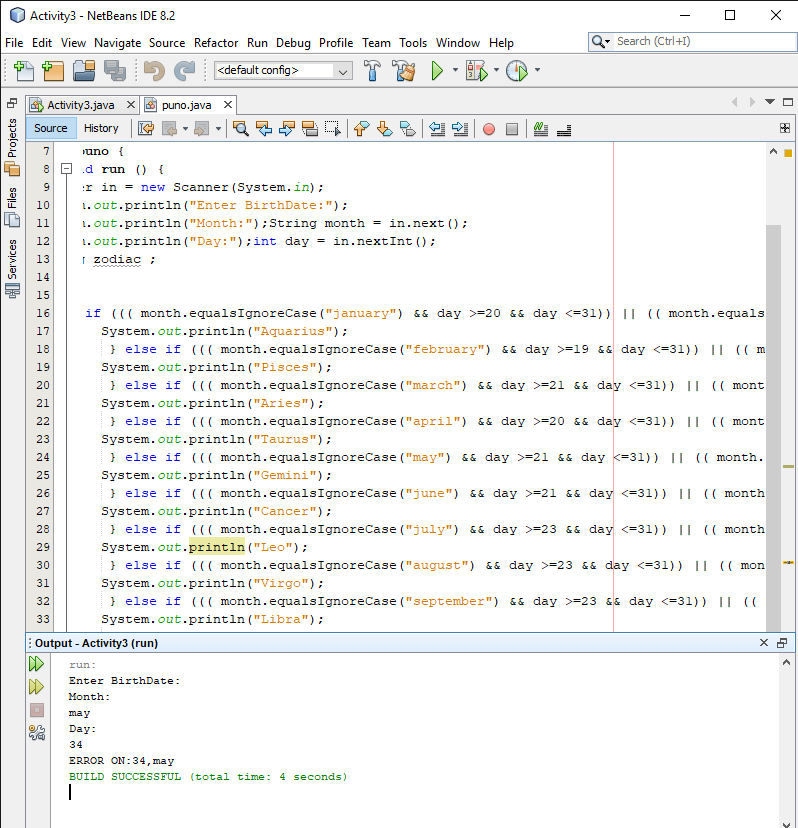 Activity3 - NetBeans IDE 8.2
File Edit View Navigate Source Refactor Run Debug Profile Team Tools Window Help
Search (Ctrl+I)
<default config>
Activity3.java
puno.java
Source History
Projects
Files
Services
7 puno {
8 d run () {
9 er in = new Scanner(System.in);
10 .out.println("Enter BirthDate:");
11 .out.println("Month:");String month = in.next();
12 .out.println("Day:");int day = in.nextInt();
13 zodiac ;
14
15
16 if ((( month.equalsIgnoreCase("january") && day >=20 && day <=31)) || (( month.equals
17 System.out.println("Aquarius");
18 } else if ((( month.equalsIgnoreCase("february") && day >=19 && day <=31)) || (( m
19 System.out.println("Pisces");
20 } else if ((( month.equalsIgnoreCase("march") && day >=21 && day <=31)) || (( mont
21 System.out.println("Aries");
22 } else if ((( month.equalsIgnoreCase("april") && day >=20 && day <=31)) || (( mont
23 System.out.println("Taurus");
24 } else if ((( month.equalsIgnoreCase("may") && day >=21 && day <=31)) || (( month.
25 System.out.println("Gemini");
26 } else if ((( month.equalsIgnoreCase("june") && day >=21 && day <=31)) || (( month
27 System.out.println("Cancer");
28 } else if ((( month.equalsIgnoreCase("july") && day >=23 && day <=31)) || (( month
29 System.out.println("Leo");
30 } else if ((( month.equalsIgnoreCase("august") && day >=23 && day <=31)) || (( mon
31 System.out.println("Virgo");
32 } else if ((( month.equalsIgnoreCase("september") && day >=23 && day <=31)) || ((
33 System.out.println("Libra");
Output - Activity3 (run)
run:
Enter BirthDate:
Month:
may
Day:
34
ERROR ON:34,may
BUILD SUCCESSFUL (total time: 4 seconds)